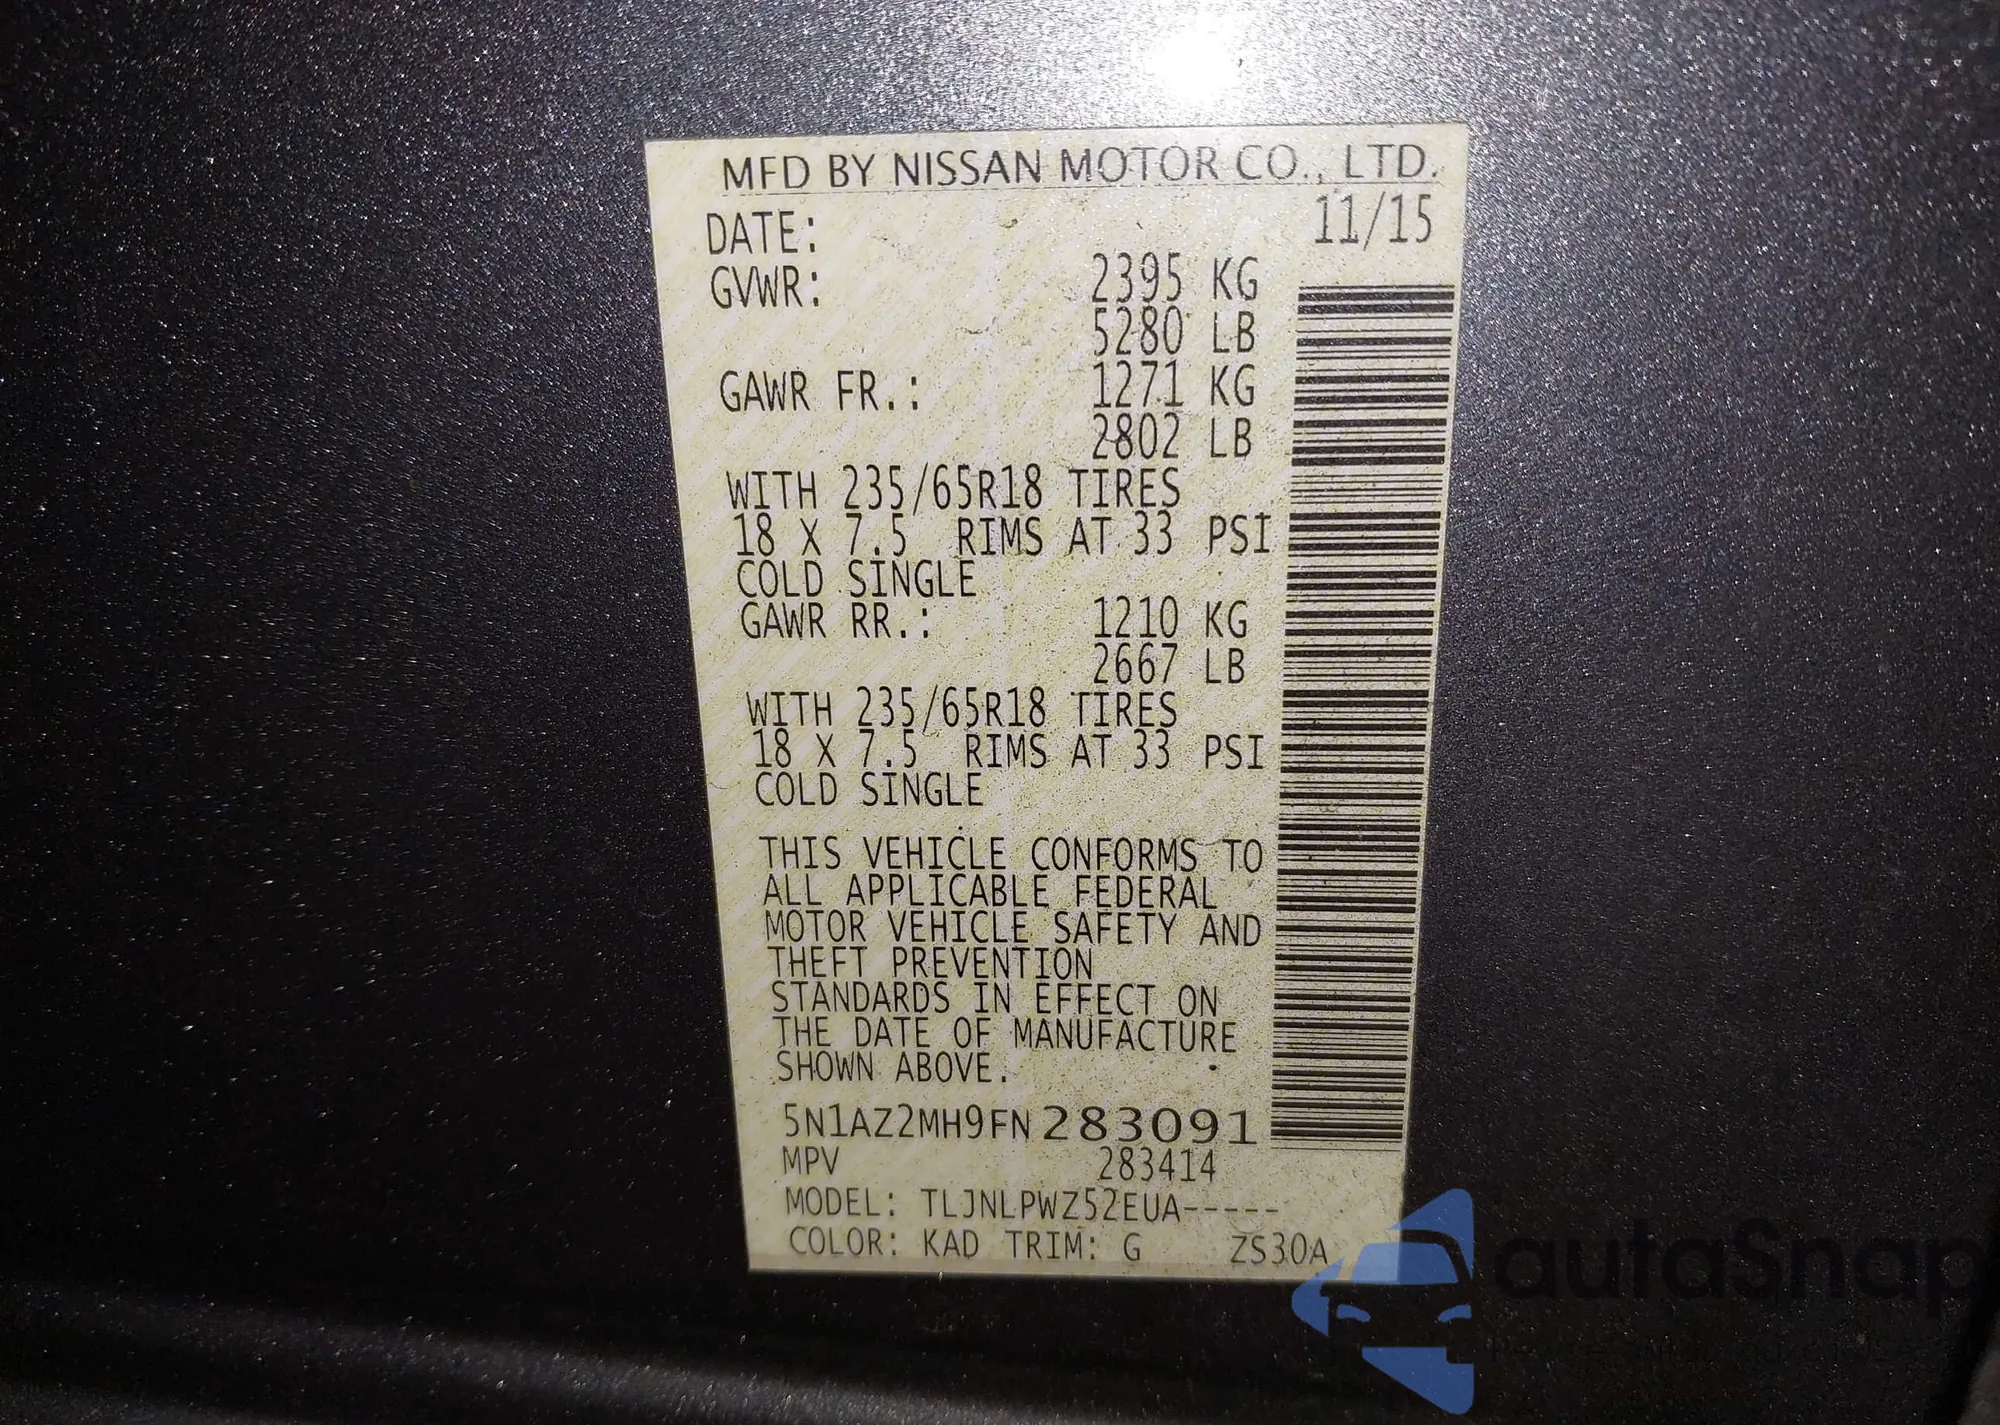 MFD BY NISSAN MOTOR CO., LTD.
DATE: 11/15
GVWR: 2395 KG
5280 LB
GAWR FR.: 1271 KG
2802 LB
WITH 235/65R18 TIRES
18 X 7.5 RIMS AT 33 PSI
COLD SINGLE
GAWR RR.: 1210 KG
2667 LB
WITH 235/65R18 TIRES
18 X 7.5 RIMS AT 33 PSI
COLD SINGLE
THIS VEHICLE CONFORMS TO
ALL APPLICABLE FEDERAL
MOTOR VEHICLE SAFETY AND
THEFT PREVENTION
STANDARDS IN EFFECT ON
THE DATE OF MANUFACTURE
SHOWN ABOVE.
5N1AZ2MH9FN283091
MPV 283414
MODEL: TLJNLPWZ52EUA-----
COLOR: KAD TRIM: G ZS30A
autaSnap